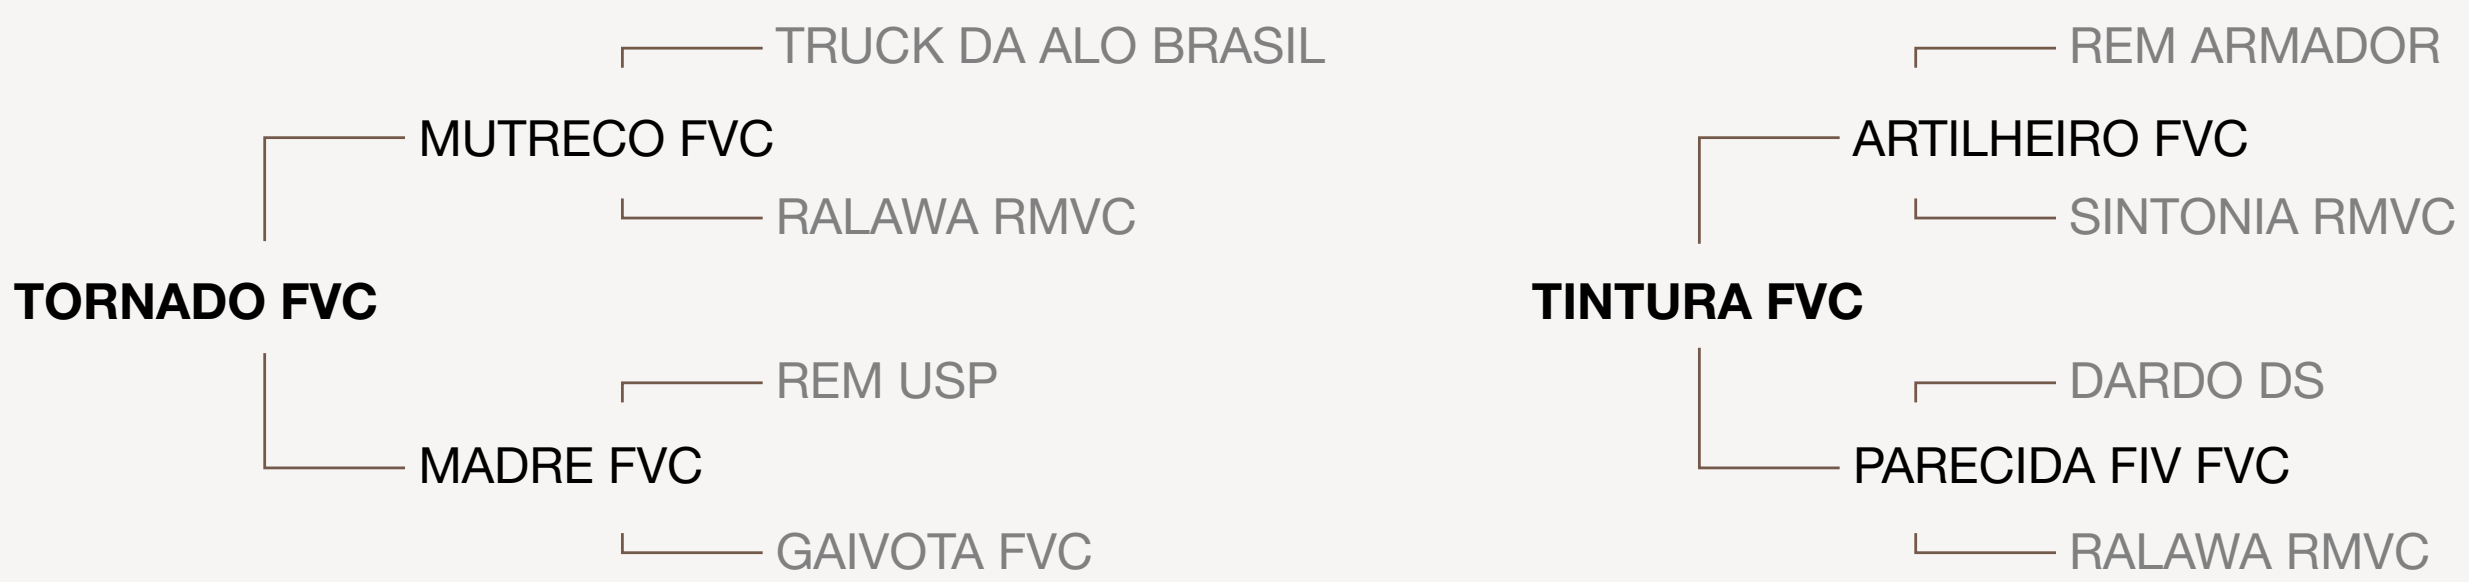 TRUCK DA ALO BRASIL
MUTRECO FVC
RALAWA RMVC
TORNADO FVC
REM USP
MADRE FVC
GAIVOTA FVC
REM ARMADOR
ARTILHEIRO FVC
SINTONIA RMVC
TINTURA FVC
DARDO DS
PARECIDA FIV FVC
RALAWA RMVC